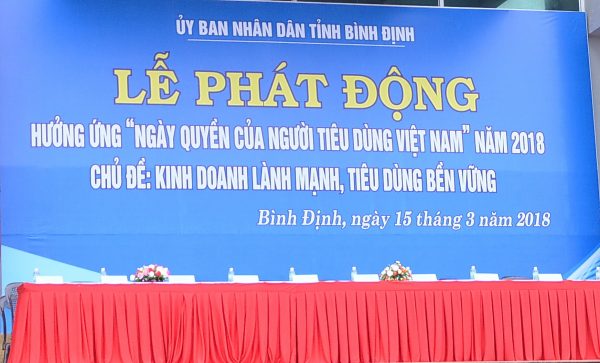 ỦY BAN NHÂN DÂN TỈNH BÌNH ĐỊNH
LỄ PHÁT ĐỘNG
HƯỞNG ỨNG "NGÀY QUYỀN CỦA NGƯỜI TIÊU DÙNG VIỆT NAM" NĂM 2018
CHỦ ĐỀ: KINH DOANH LÀNH MẠNH, TIÊU DÙNG BỀN VỮNG
Bình Định, ngày 15 tháng 3 năm 2018